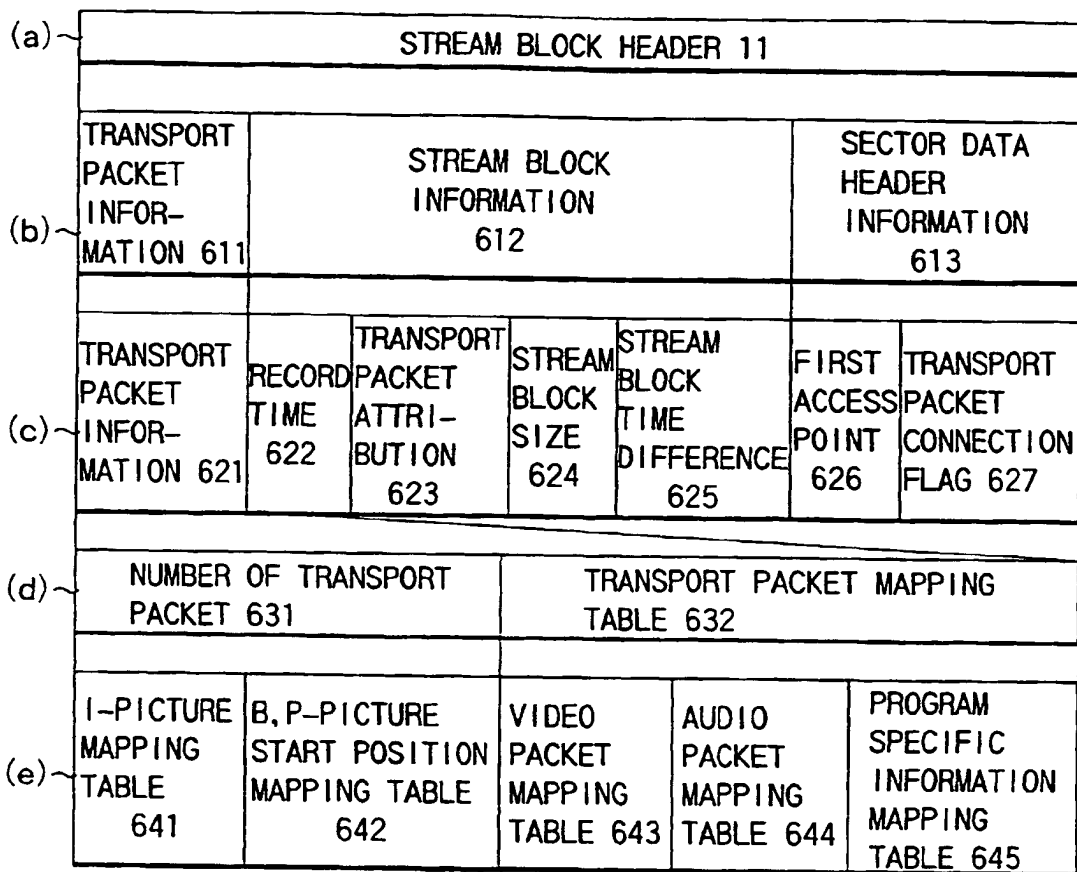 (a)
STREAM BLOCK HEADER 11
(b)
TRANSPORT
PACKET
INFOR-
MATION 611
STREAM BLOCK
INFORMATION
612
SECTOR DATA
HEADER
INFORMATION
613
(c)
TRANSPORT
PACKET
INFOR-
MATION 621
RECORD
TIME
622
TRANSPORT
PACKET
ATTRI-
BUTION
623
STREAM
BLOCK
SIZE
624
STREAM
BLOCK
TIME
DIFFERENCE
625
FIRST
ACCESS
POINT
626
TRANSPORT
PACKET
CONNECTION
FLAG 627
(d)
NUMBER OF TRANSPORT
PACKET 631
TRANSPORT PACKET MAPPING
TABLE 632
(e)
I-PICTURE
MAPPING
TABLE
641
B,P-PICTURE
START POSITION
MAPPING TABLE
642
VIDEO
PACKET
MAPPING
TABLE 643
AUDIO
PACKET
MAPPING
TABLE 644
PROGRAM
SPECIFIC
INFORMATION
MAPPING
TABLE 645